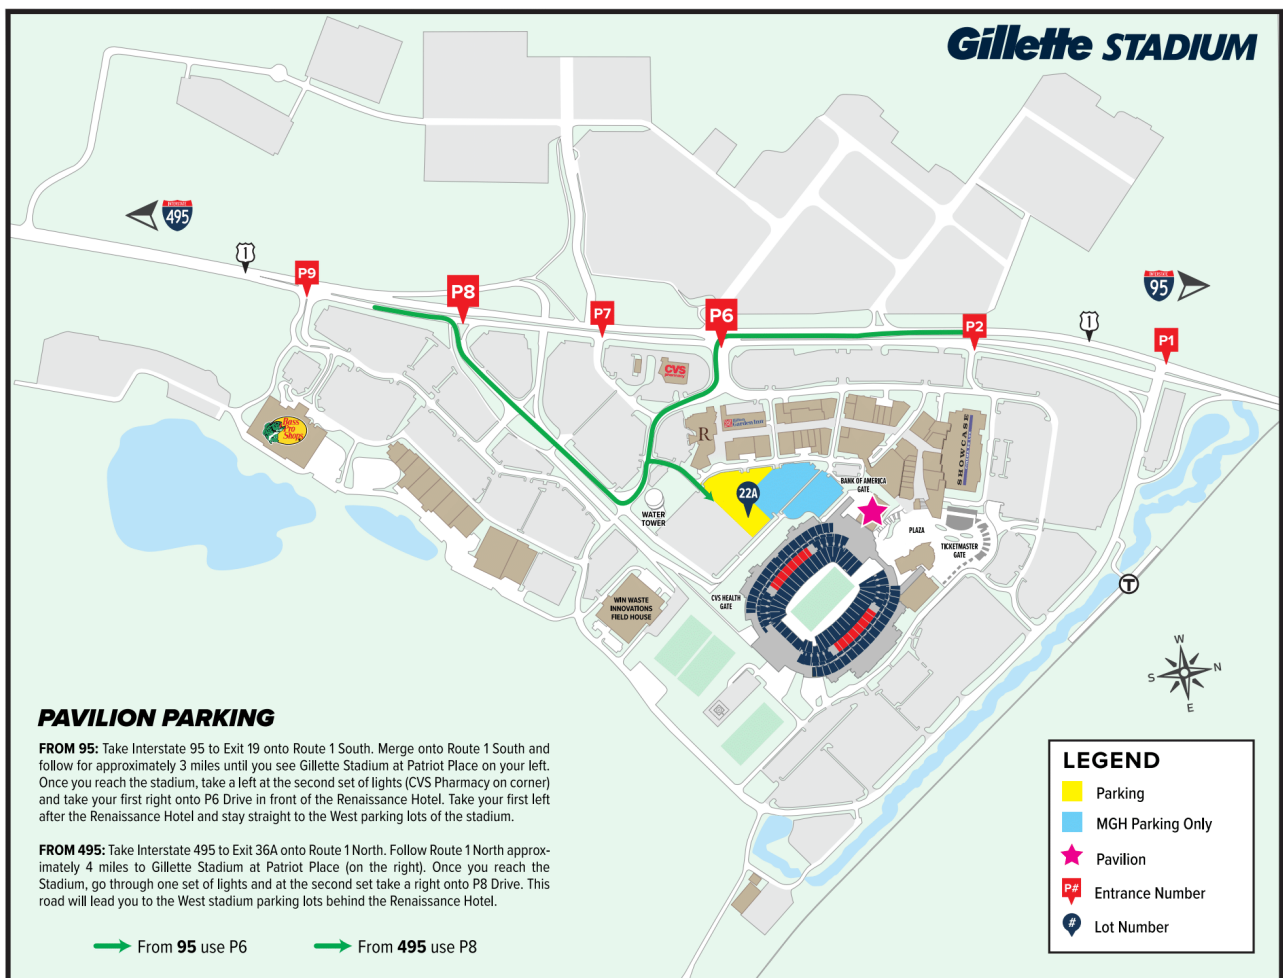 Gillette STADIUM
INTERSTATE
495
1
P9
P8
P7
P6
P2
INTERSTATE
95
1
P1
CVS
pharmacy
Bass
Pro
Shops
R
Hilton
Garden Inn
SHOWCASE
22A
BANK OF AMERICA
GATE
WATER
TOWER
PLAZA
TICKETMASTER
GATE
T
CVS HEALTH
GATE
WIN WASTE
INNOVATIONS
FIELD HOUSE
W
S
N
E
PAVILION PARKING
FROM 95: Take Interstate 95 to Exit 19 onto Route 1 South. Merge onto Route 1 South and
follow for approximately 3 miles until you see Gillette Stadium at Patriot Place on your left.
Once you reach the stadium, take a left at the second set of lights (CVS Pharmacy on corner)
and take your first right onto P6 Drive in front of the Renaissance Hotel. Take your first left
after the Renaissance Hotel and stay straight to the West parking lots of the stadium.
FROM 495: Take Interstate 495 to Exit 36A onto Route 1 North. Follow Route 1 North approx-
imately 4 miles to Gillette Stadium at Patriot Place (on the right). Once you reach the
Stadium, go through one set of lights and at the second set take a right onto P8 Drive. This
road will lead you to the West stadium parking lots behind the Renaissance Hotel.
From 95 use P6
From 495 use P8
LEGEND
Parking
MGH Parking Only
Pavilion
P# Entrance Number
# Lot Number